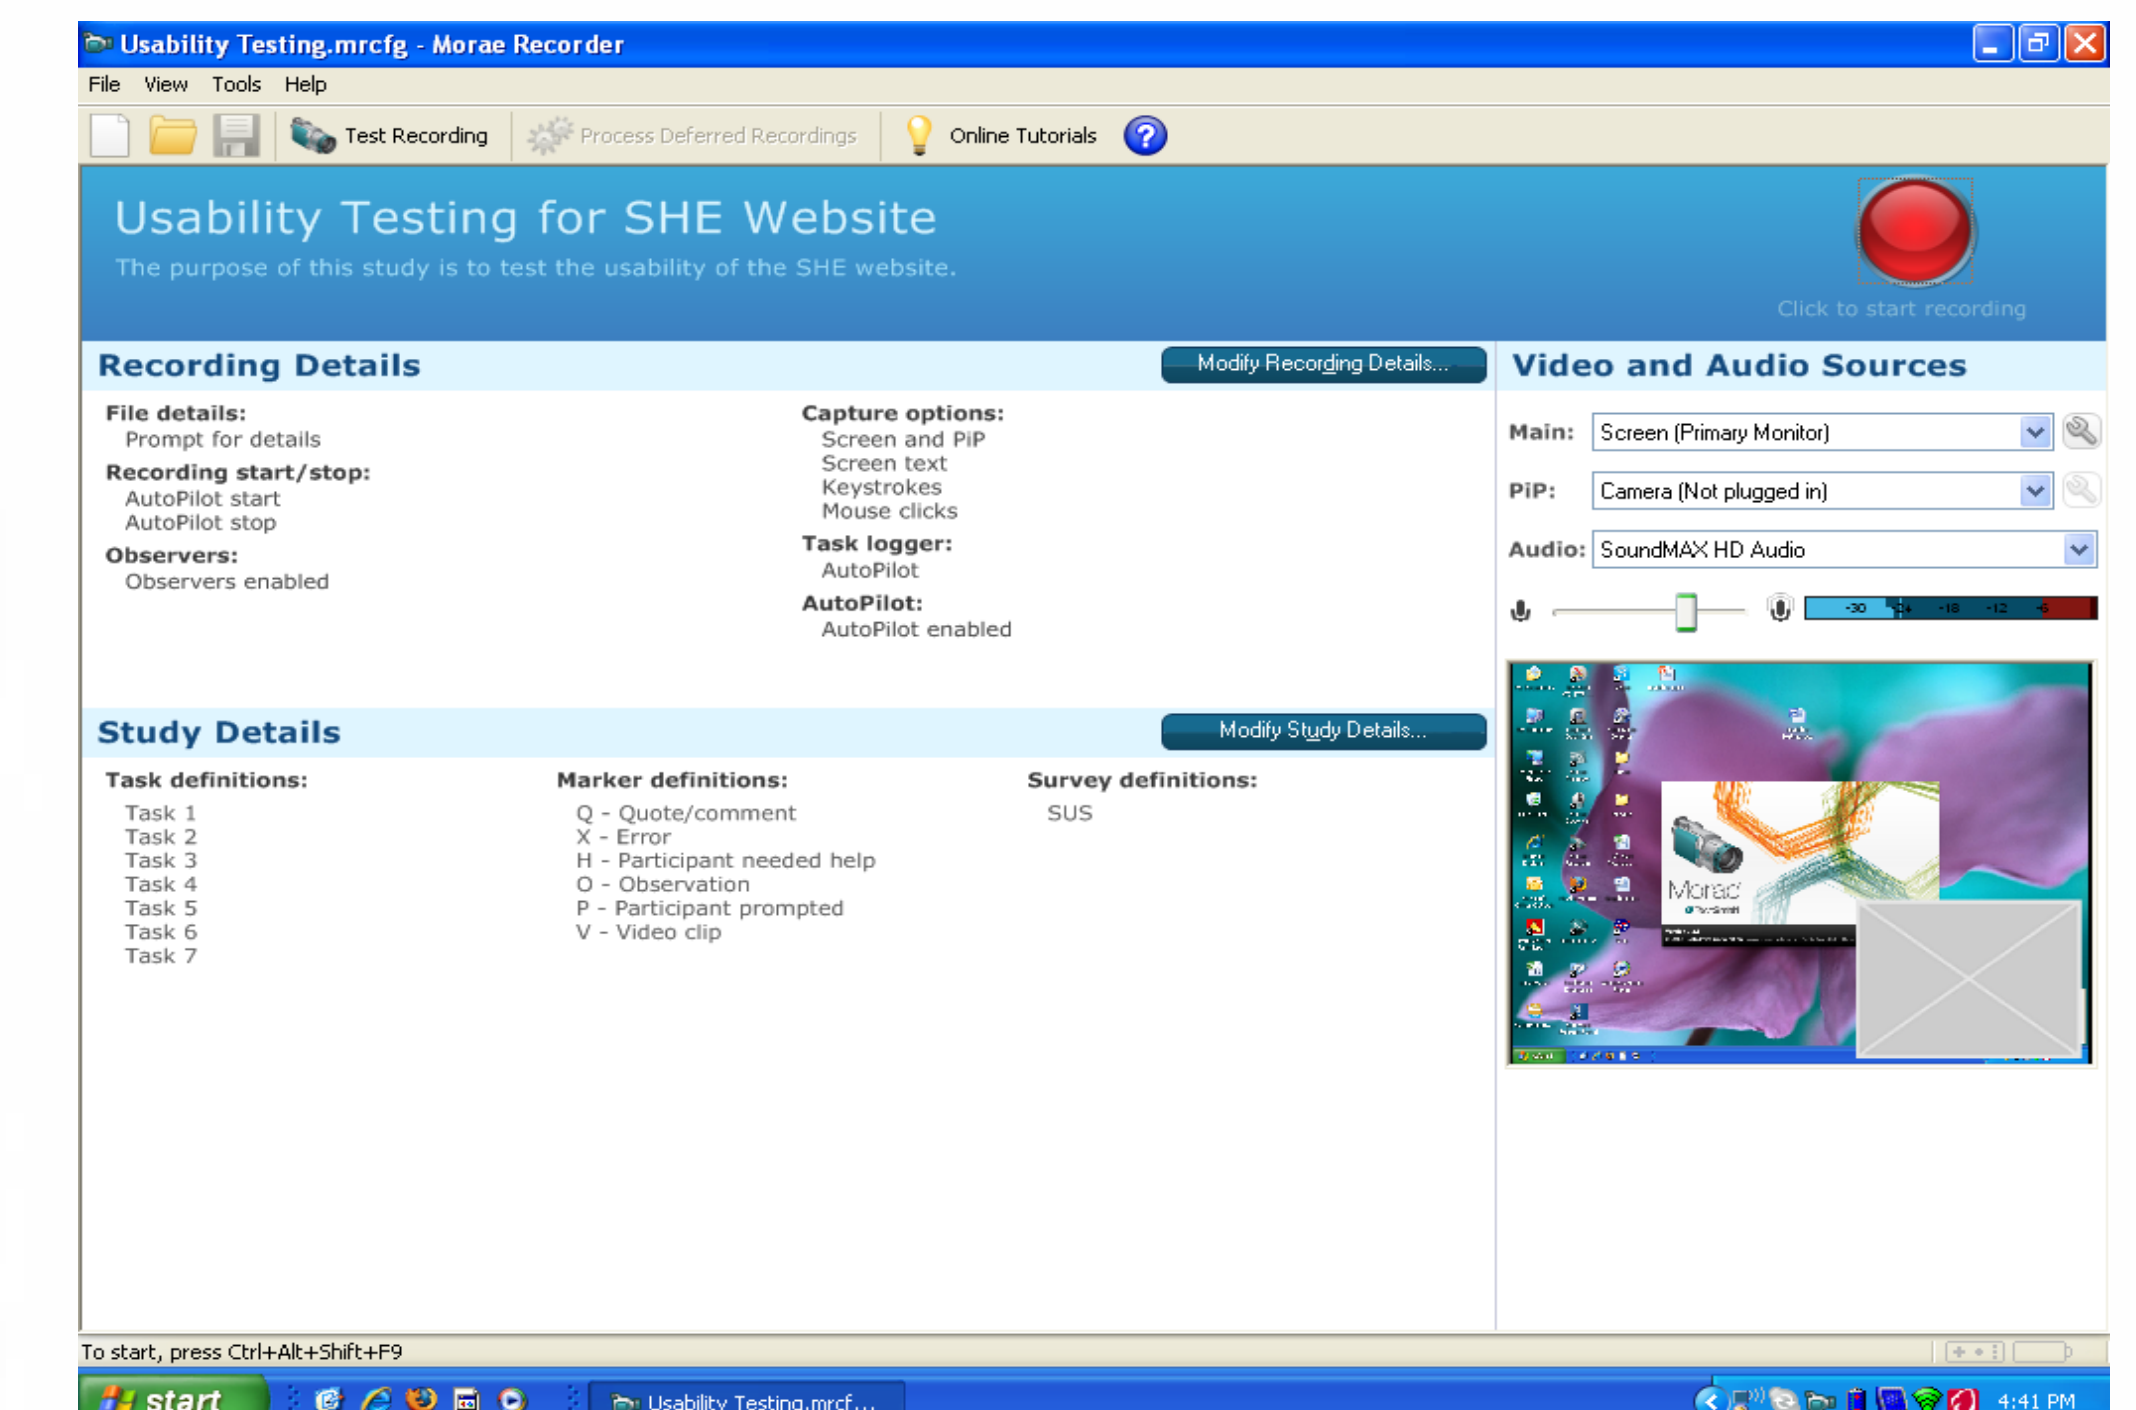 Usability Testing.mrcfg - Morae Recorder
File View Tools Help
Test Recording Process Deferred Recordings Online Tutorials ?
Usability Testing for SHE Website
The purpose of this study is to test the usability of the SHE website.
Click to start recording
Recording Details
Modify Recording Details...
File details:
Prompt for details
Recording start/stop:
AutoPilot start
AutoPilot stop
Observers:
Observers enabled
Capture options:
Screen and PiP
Screen text
Keystrokes
Mouse clicks
Task logger:
AutoPilot
AutoPilot:
AutoPilot enabled
Study Details
Modify Study Details...
Task definitions:
Task 1
Task 2
Task 3
Task 4
Task 5
Task 6
Task 7
Marker definitions:
Q - Quote/comment
X - Error
H - Participant needed help
O - Observation
P - Participant prompted
V - Video clip
Survey definitions:
SUS
Video and Audio Sources
Main: Screen (Primary Monitor)
PiP: Camera (Not plugged in)
Audio: SoundMAX HD Audio
-30 -24 -18 -12 -6
Morae
To start, press Ctrl+Alt+Shift+F9
start Usability Testing.mrcf... 4:41 PM